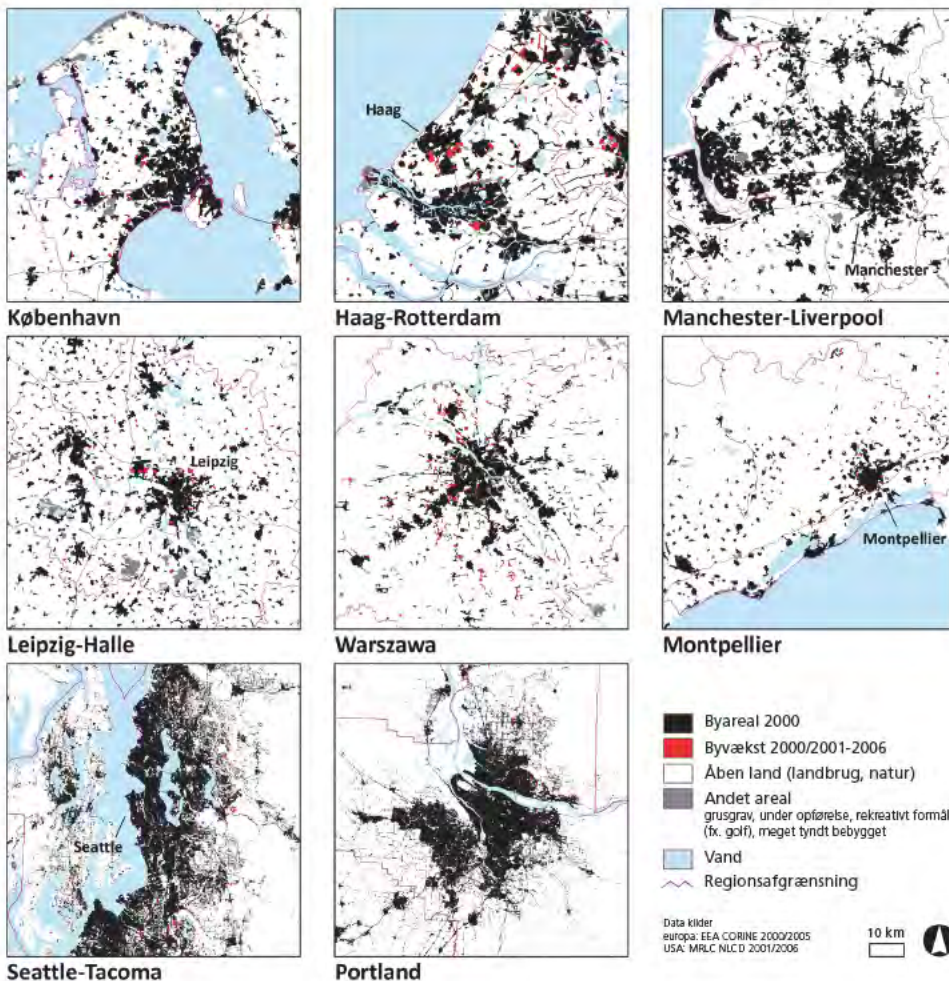 Haag
Manchester
København
Haag-Rotterdam
Manchester-Liverpool
Leipzig
Montpellier
Leipzig-Halle
Warszawa
Montpellier
Seattle
Byareal 2000
Byvækst 2000/2001-2006
Åben land (landbrug, natur)
Andet areal
grusgrav, under opførelse, rekreativt formål
(fx. golf), meget tyndt bebygget
Vand
Regionsafgrænsning
Data kilder
europa: EEA CORINE 2000/2005
USA: MRLC NLCD 2001/2006
10 km
Seattle-Tacoma
Portland